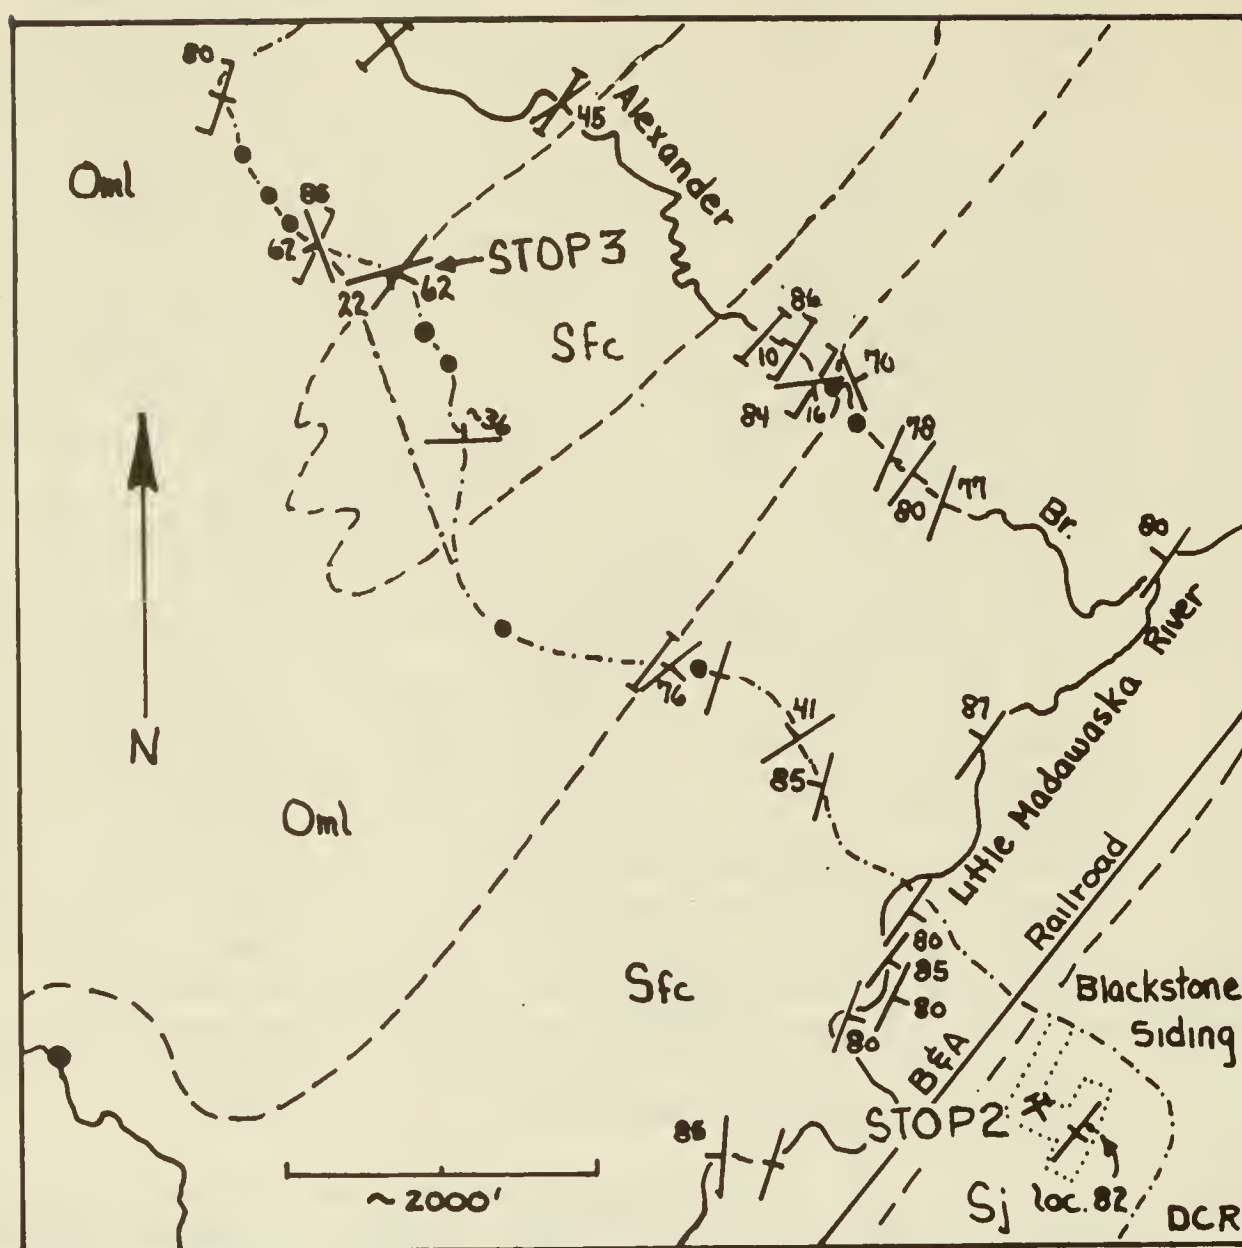 80
45
Alexander
Oml
86
62
STOP 3
22
62
Sfc
~36
86
10
70
84
16
78
80
77
Br.
80
N
76
41
85
87
Little Madawaska River
Oml
Railroad
80
85
80
80
Sfc
Blackstone
Siding
B&A
STOP 2
86
~2000'
Sj
loc. 82
DCR